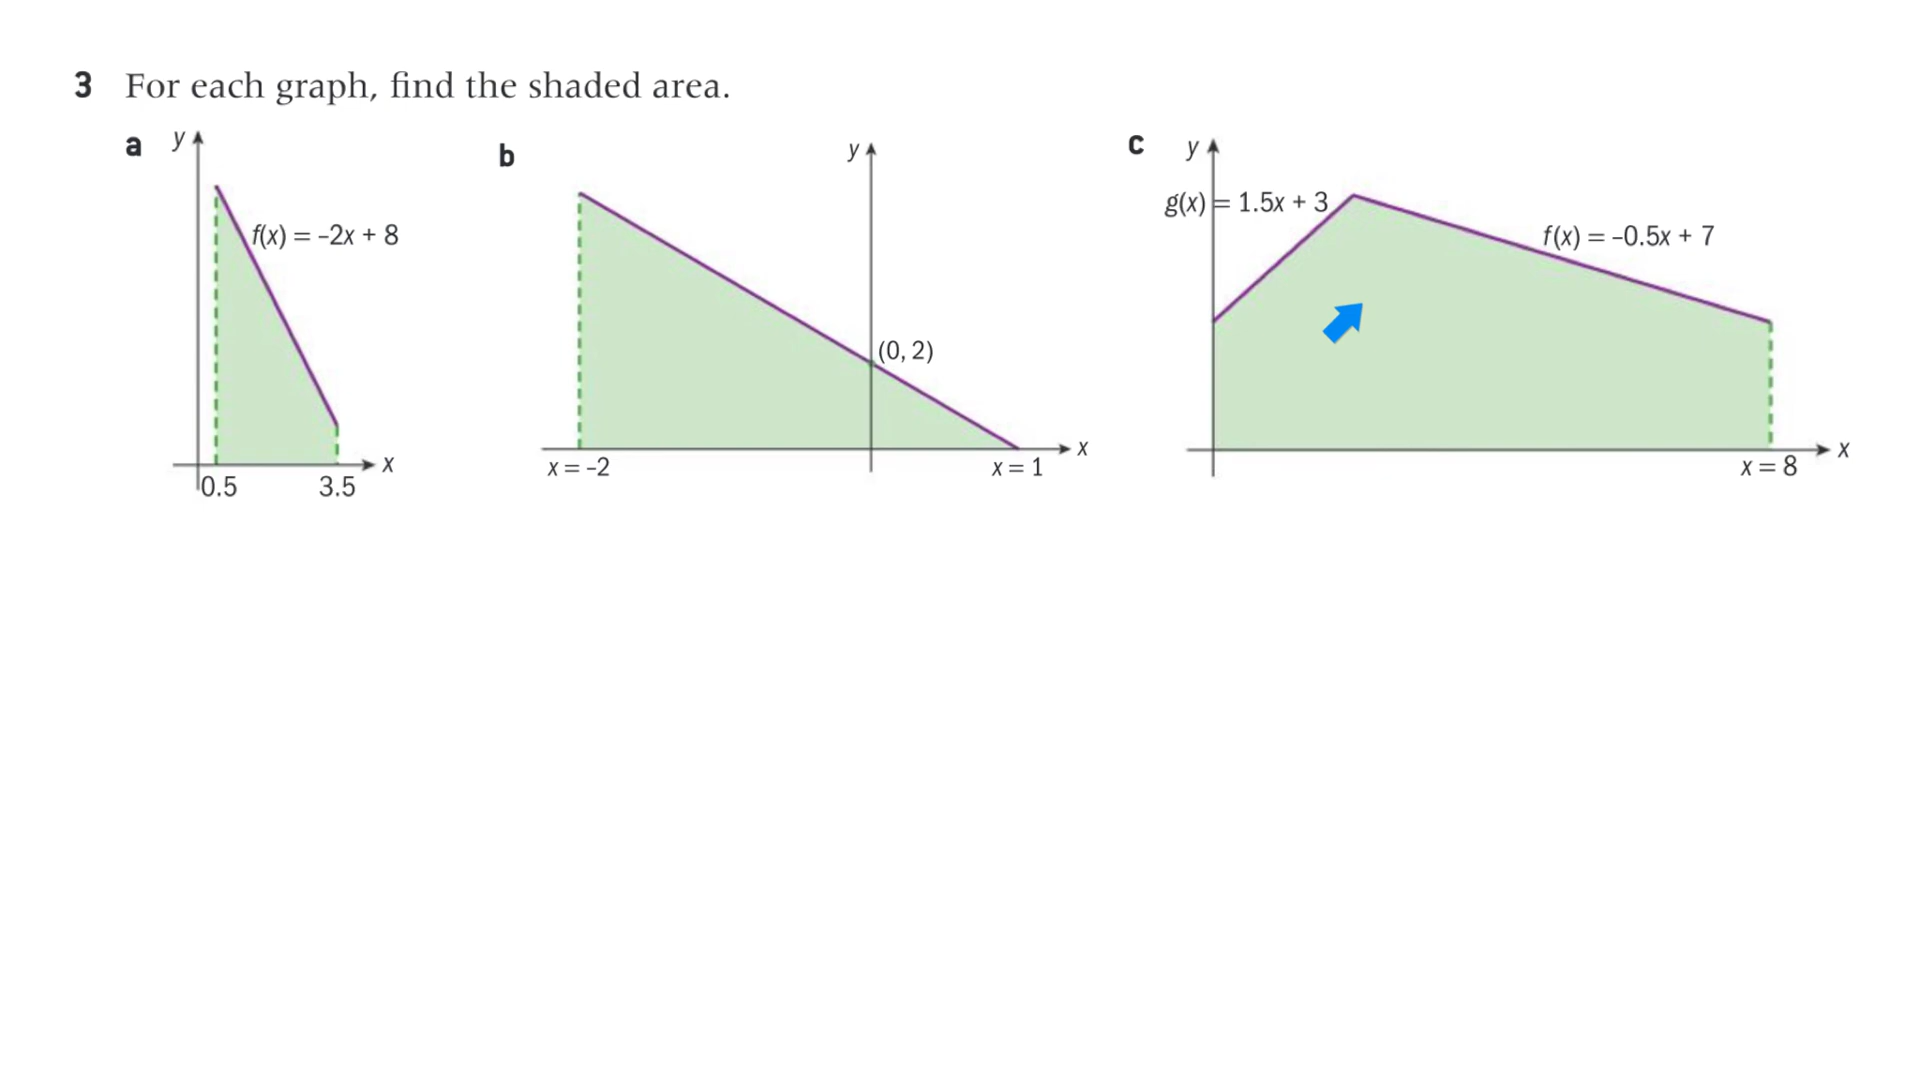 3 For each graph, find the shaded area.
a
y
f(x) = –2x + 8
x
0.5
3.5
b
y
(0, 2)
x
x = –2
x = 1
c
y
g(x) = 1.5x + 3
f(x) = –0.5x + 7
x
x = 8